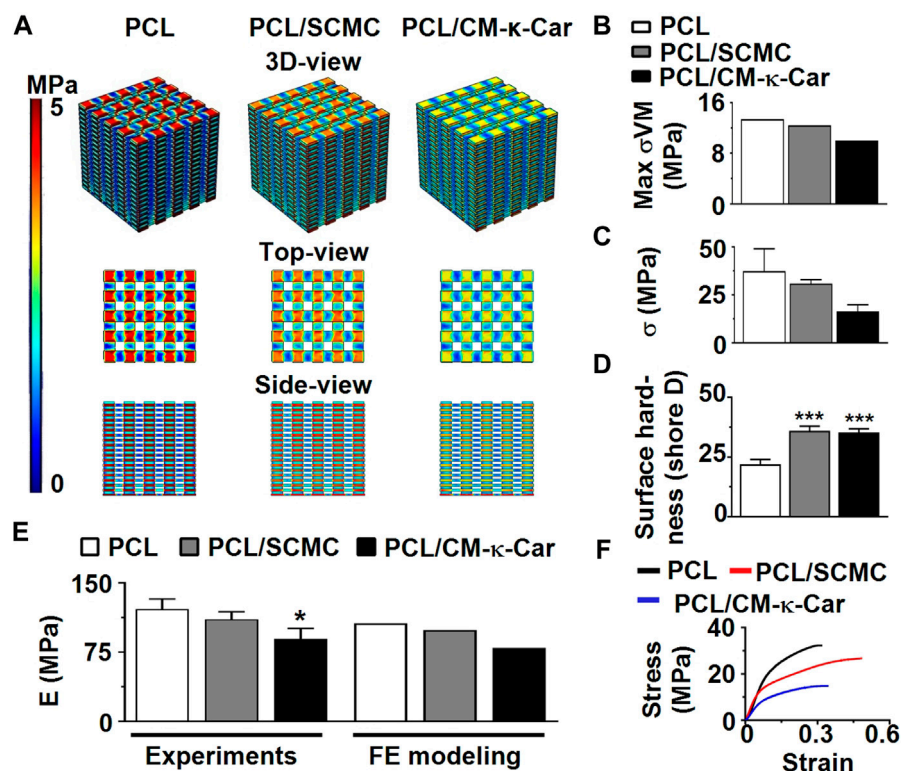 A
PCL PCL/SCMC PCL/CM-κ-Car
3D-view
MPa
5
0
Top-view
Side-view
B
PCL
PCL/SCMC
PCL/CM-κ-Car
Max σVM
(MPa)
16
8
0
C
σ (MPa)
50
25
0
D
Surface hard-
ness (shore D)
50
25
0
*** ***
E
PCL PCL/SCMC PCL/CM-κ-Car
E (MPa)
150
75
0
*
Experiments FE modeling
F
PCL PCL/SCMC
PCL/CM-κ-Car
Stress
(MPa)
40
20
0
0 0.3 0.6
Strain